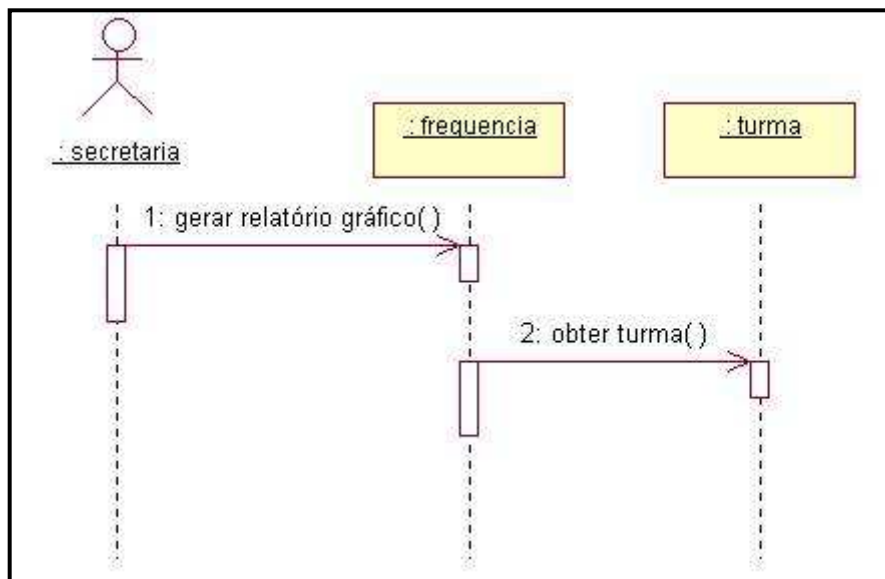 : frequencia
: turma
: secretaria
1: gerar relatório gráfico( )
2: obter turma( )